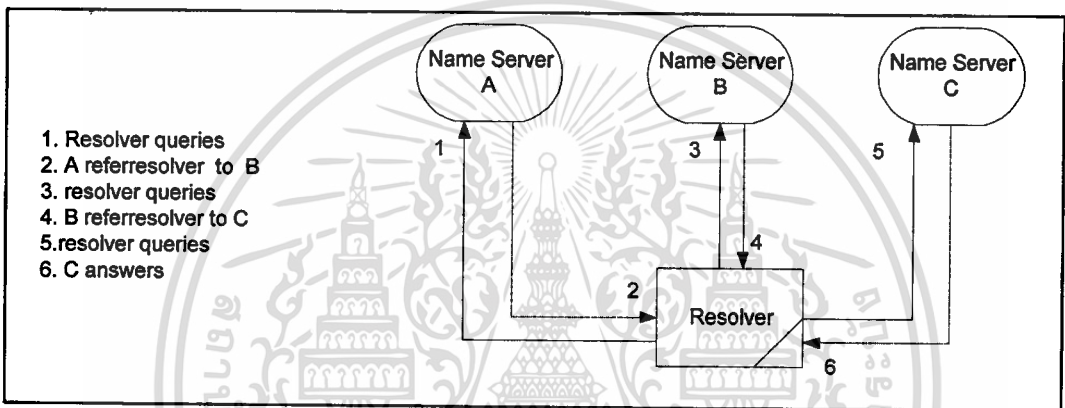 Name Server
A
Name Server
B
Name Server
C
1. Resolver queries
2. A referresolver to B
3. resolver queries
4. B referresolver to C
5.resolver queries
6. C answers
1
2
3
4
5
6
Resolver